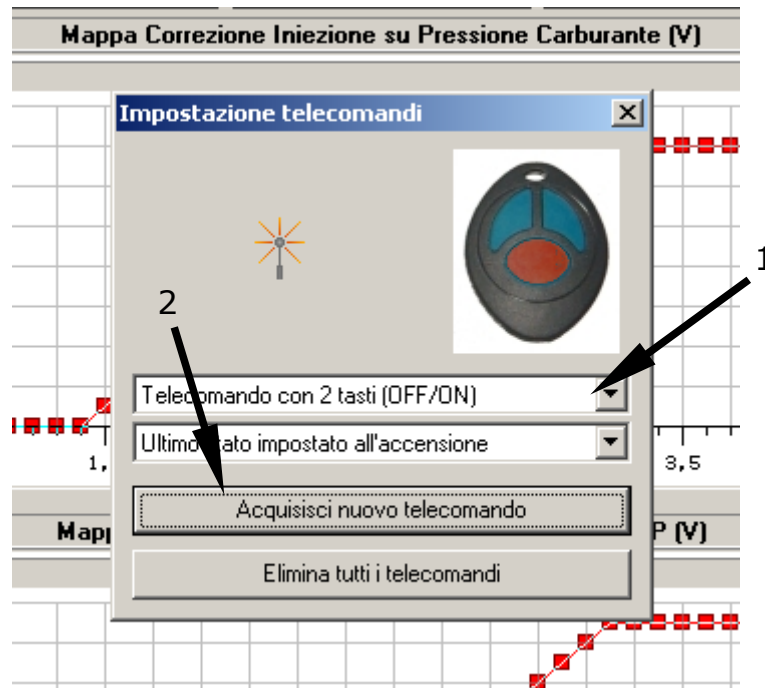 Mappa Correzione Iniezione su Pressione Carburante (V)
Impostazione telecomandi
1
2
Telecomando con 2 tasti (OFF/ON)
Ultimo stato impostato all'accensione
1,
3,5
Acquisisci nuovo telecomando
Mapp
P (V)
Elimina tutti i telecomandi